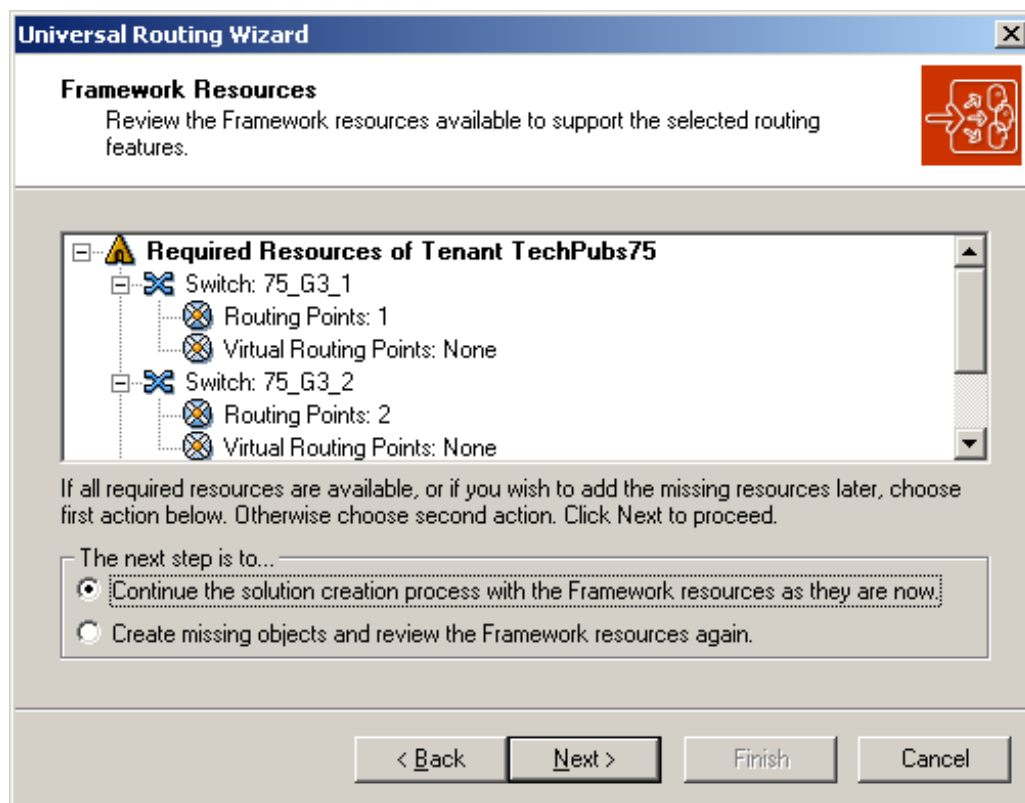 Universal Routing Wizard
Framework Resources
Review the Framework resources available to support the selected routing
features.
Required Resources of Tenant TechPubs75
Switch: 75_G3_1
Routing Points: 1
Virtual Routing Points: None
Switch: 75_G3_2
Routing Points: 2
Virtual Routing Points: None
If all required resources are available, or if you wish to add the missing resources later, choose
first action below. Otherwise choose second action. Click Next to proceed.
The next step is to...
Continue the solution creation process with the Framework resources as they are now.
Create missing objects and review the Framework resources again.
< Back
Next >
Finish
Cancel